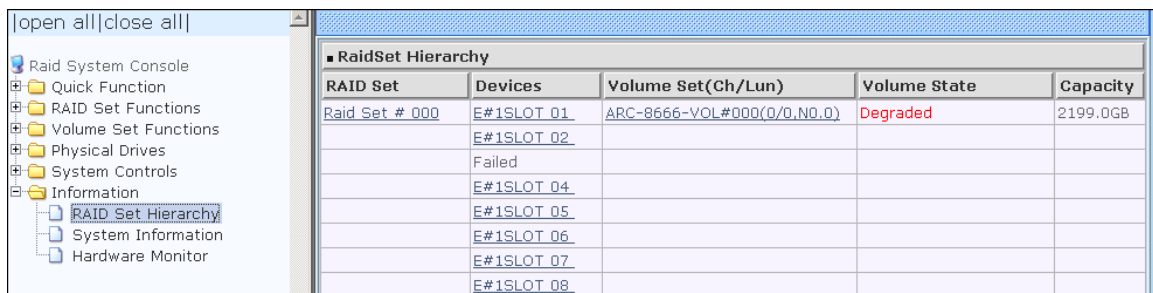 |open all|close all|
Raid System Console
Quick Function
RAID Set Functions
Volume Set Functions
Physical Drives
System Controls
Information
RAID Set Hierarchy
System Information
Hardware Monitor
RaidSet Hierarchy
RAID Set Devices Volume Set(Ch/Lun) Volume State Capacity
Raid Set # 000 E#1SLOT 01 ARC-8666-VOL#000(0/0,N0.0) Degraded 2199.0GB
E#1SLOT 02
Failed
E#1SLOT 04
E#1SLOT 05
E#1SLOT 06
E#1SLOT 07
E#1SLOT 08